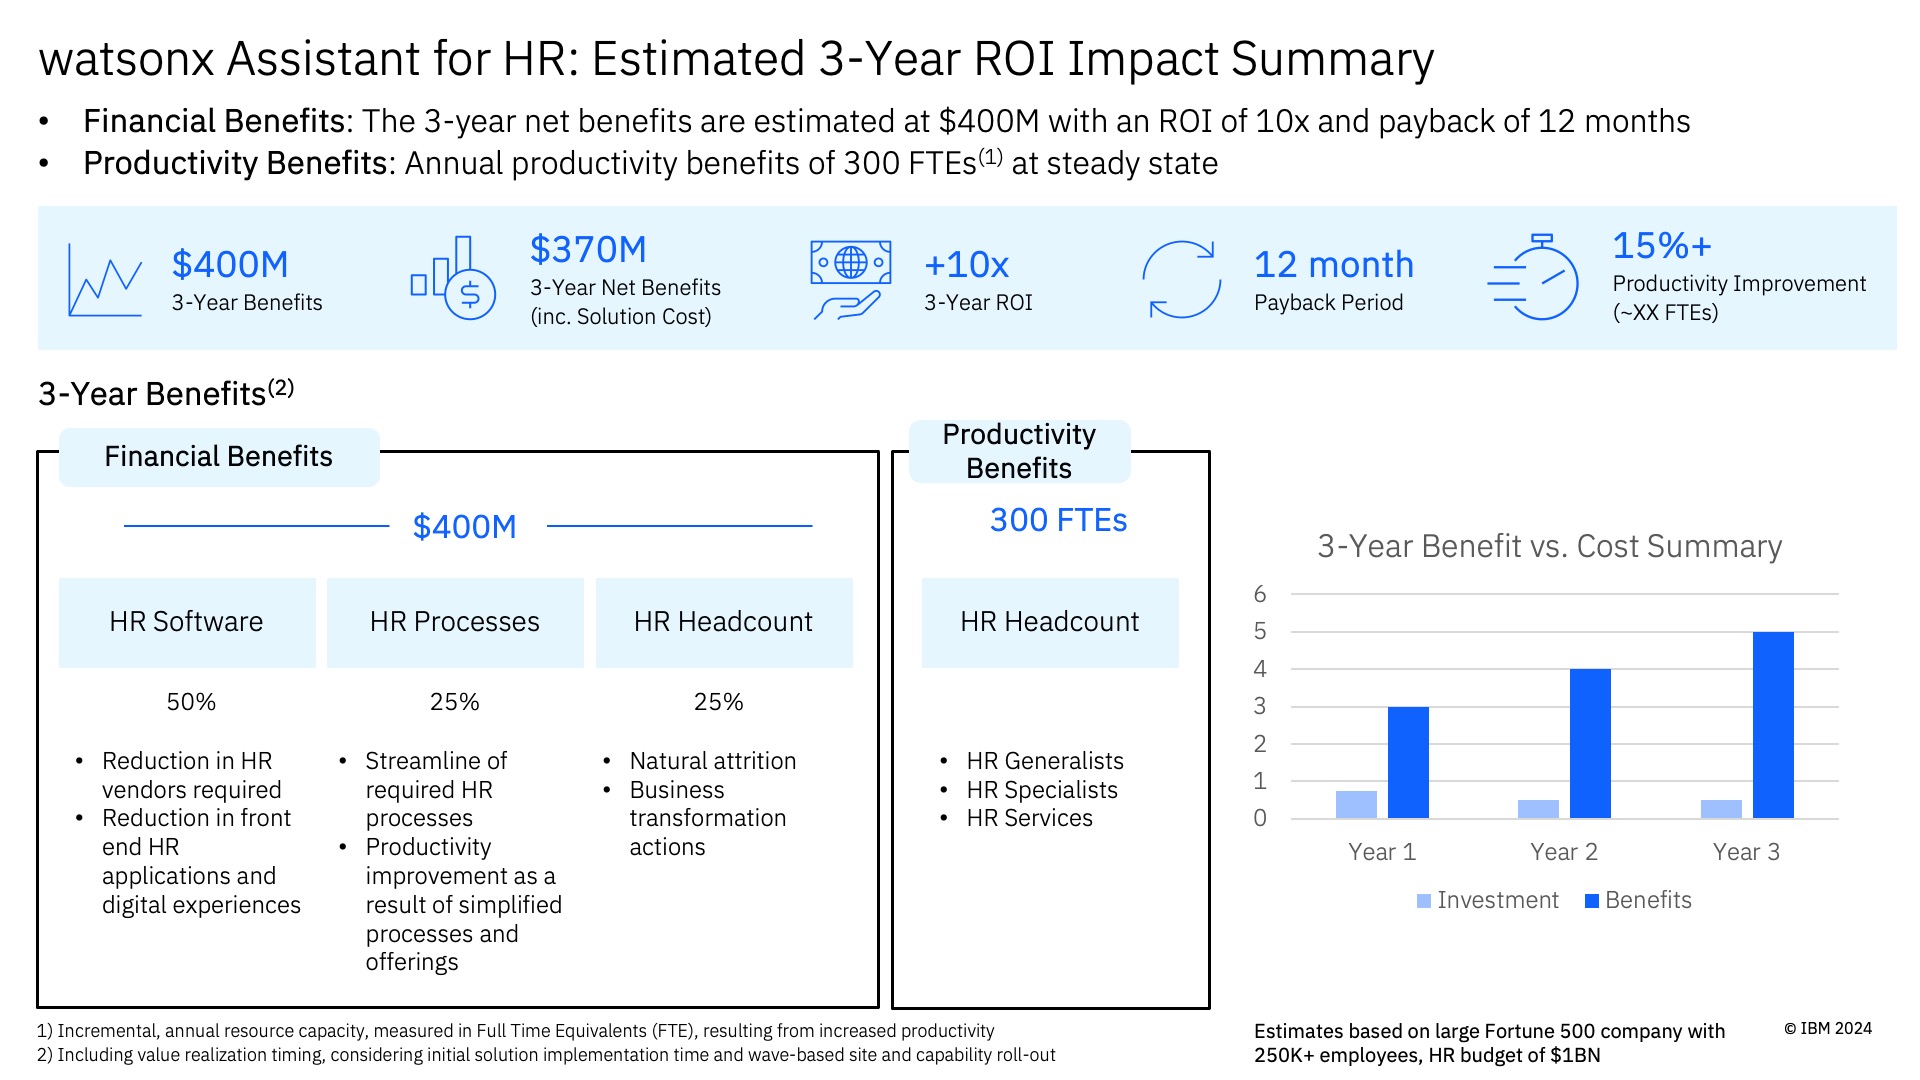 watsonx Assistant for HR: Estimated 3-Year ROI Impact Summary
• Financial Benefits: The 3-year net benefits are estimated at $400M with an ROI of 10x and payback of 12 months
• Productivity Benefits: Annual productivity benefits of 300 FTEs(1) at steady state
$400M
3-Year Benefits
$370M
3-Year Net Benefits
(inc. Solution Cost)
+10x
3-Year ROI
12 month
Payback Period
15%+
Productivity Improvement
(~XX FTEs)
3-Year Benefits(2)
Financial Benefits
$400M
HR Software
50%
• Reduction in HR
vendors required
• Reduction in front
end HR
applications and
digital experiences
HR Processes
25%
• Streamline of
required HR
processes
• Productivity
improvement as a
result of simplified
processes and
offerings
HR Headcount
25%
• Natural attrition
• Business
transformation
actions
Productivity
Benefits
300 FTEs
HR Headcount
• HR Generalists
• HR Specialists
• HR Services
3-Year Benefit vs. Cost Summary
6
5
4
3
2
1
0
Year 1 Year 2 Year 3
Investment Benefits
1) Incremental, annual resource capacity, measured in Full Time Equivalents (FTE), resulting from increased productivity
2) Including value realization timing, considering initial solution implementation time and wave-based site and capability roll-out
Estimates based on large Fortune 500 company with
250K+ employees, HR budget of $1BN
© IBM 2024